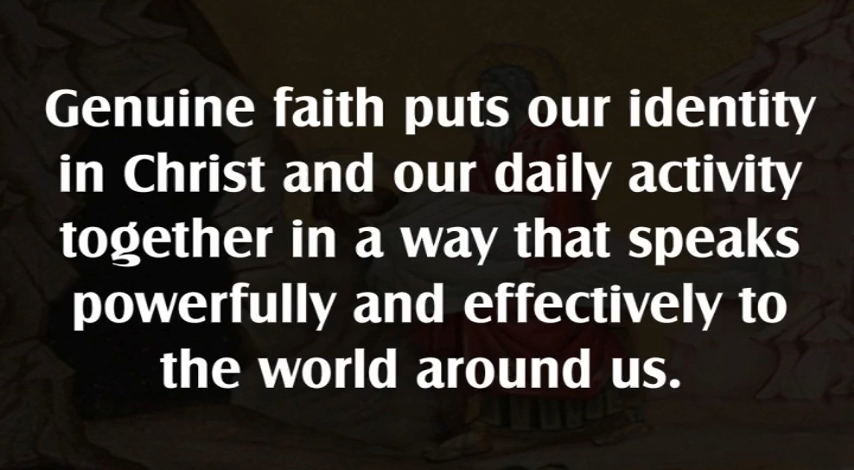 Genuine faith puts our identity
in Christ and our daily activity
together in a way that speaks
powerfully and effectively to
the world around us.